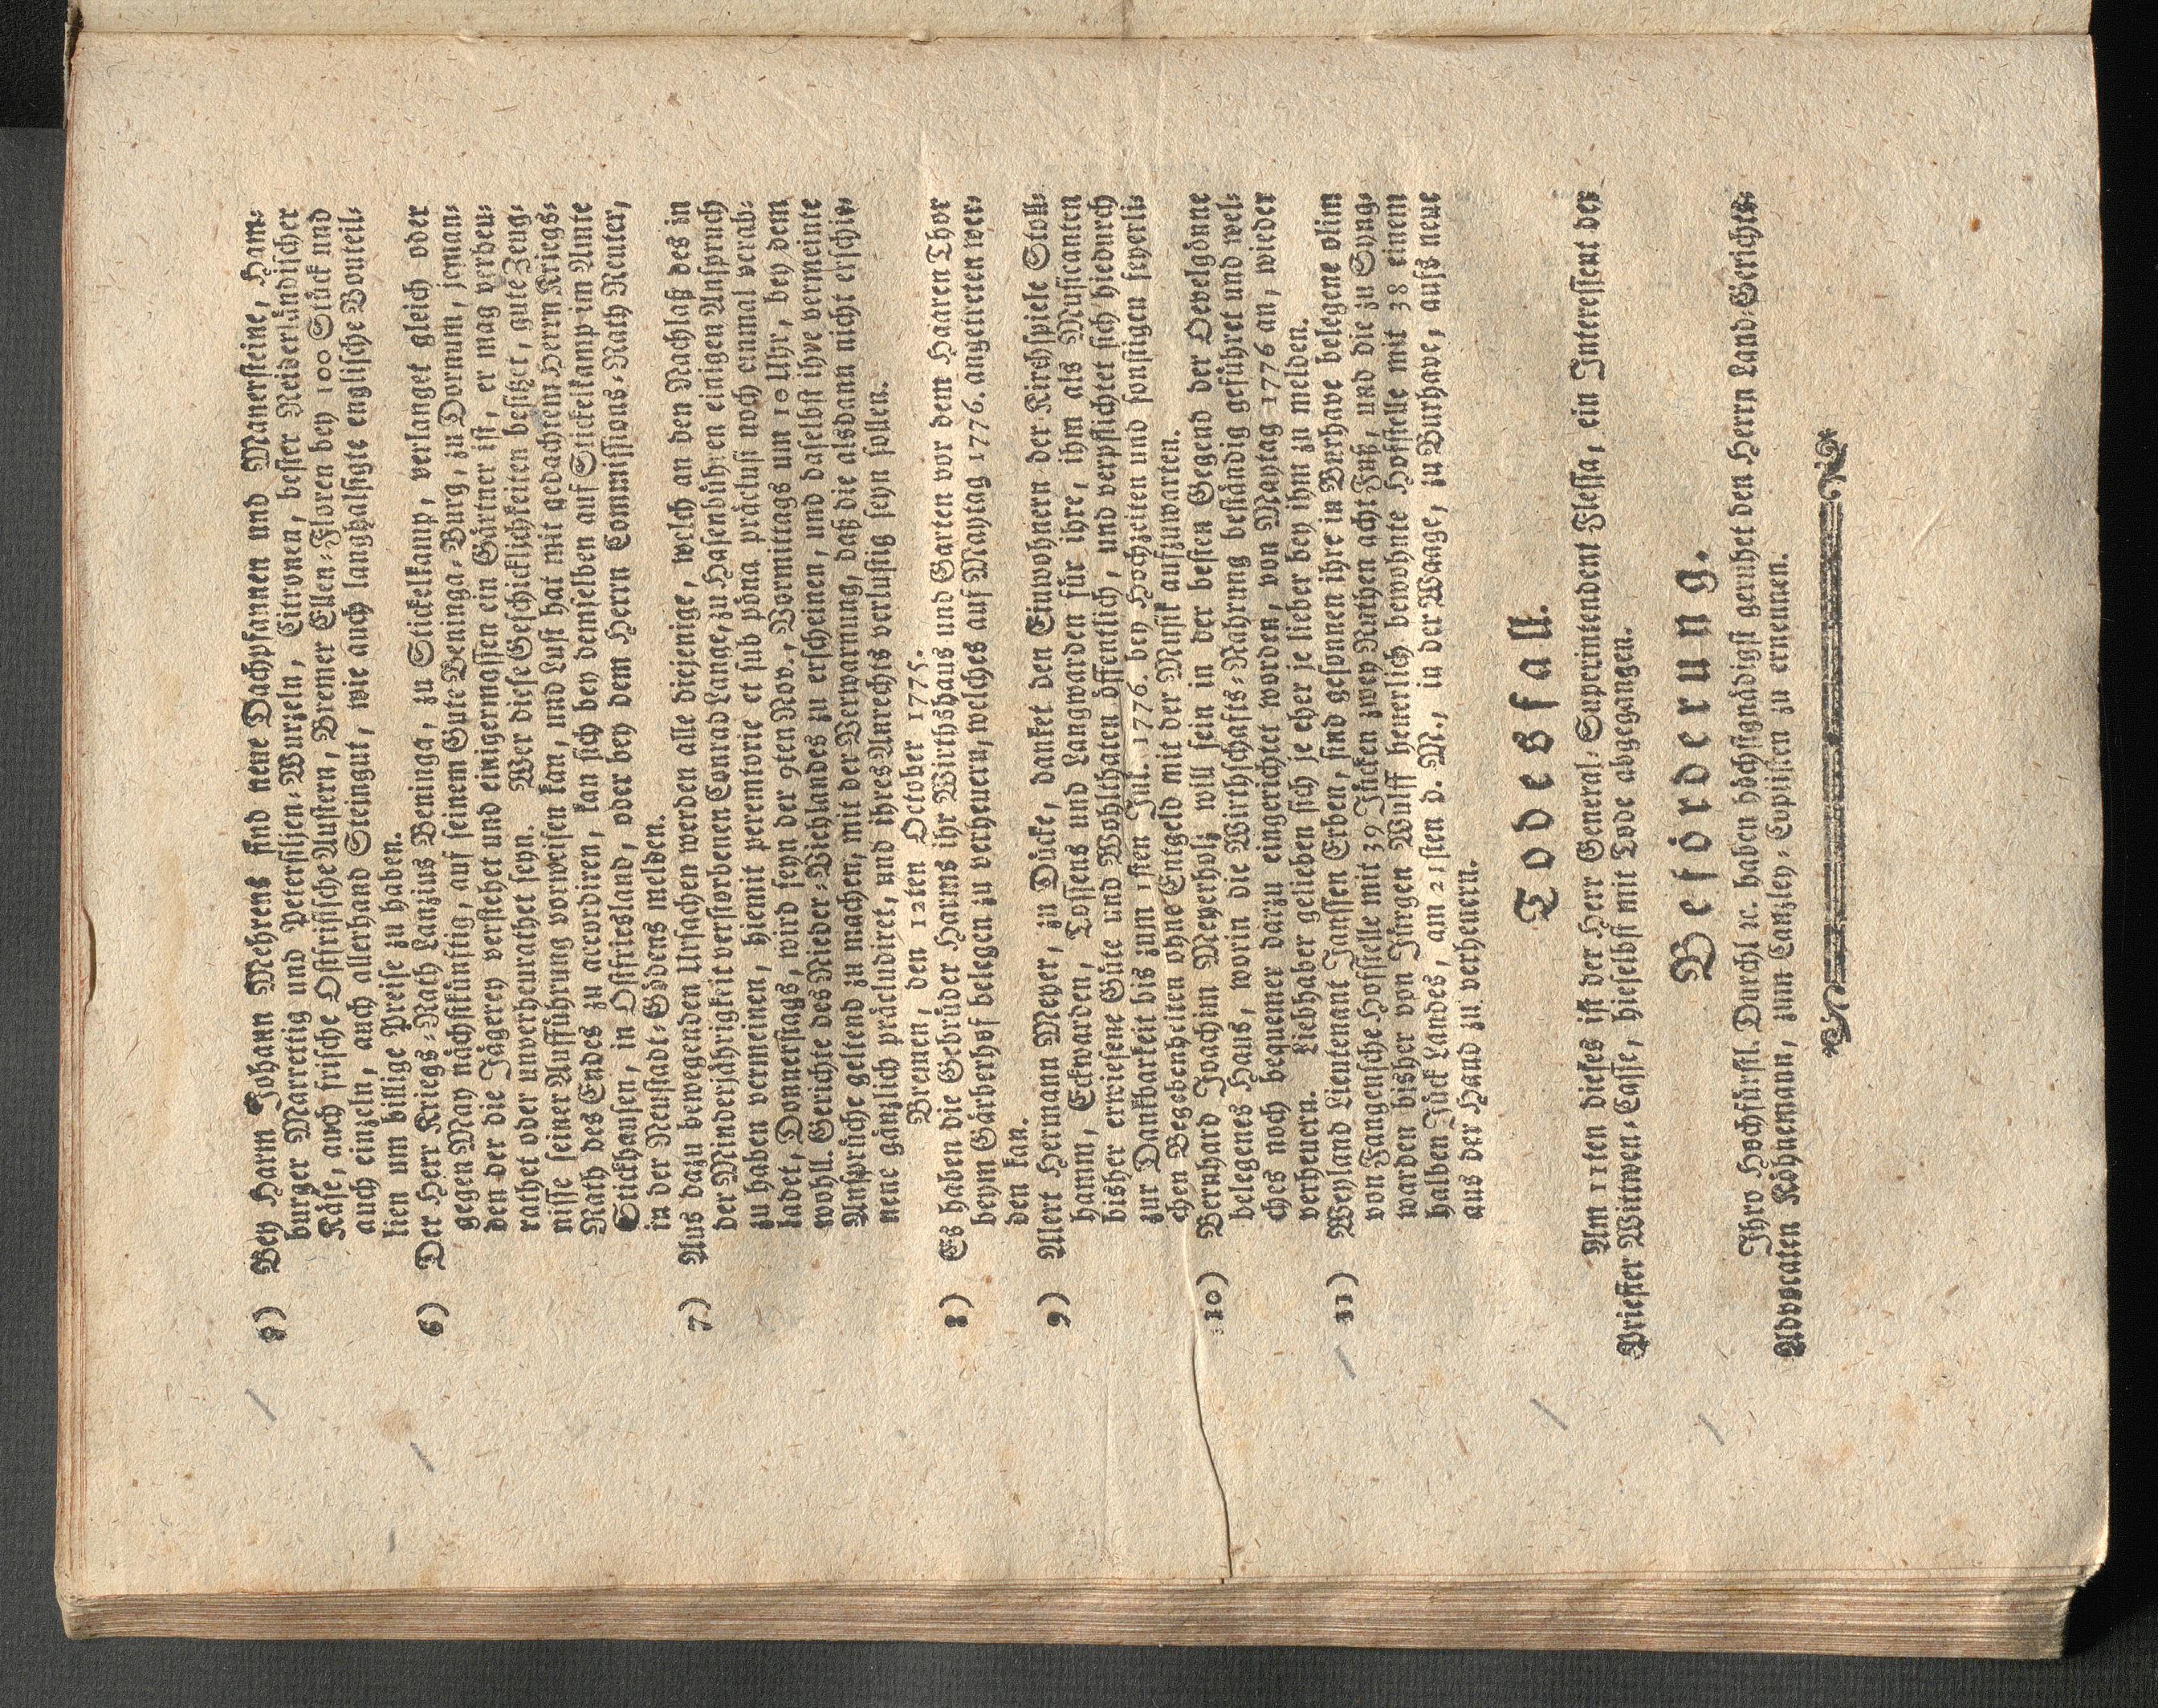 5) Bey Harm Johann Mehrens sind neue Dachpfannen und Mauersteine, Ham-
burger Marrettig und Petersilien-Wurzeln, Citronen, bester Neiderländischer
Käse, auch frische Ostfrisische Austern, Bremer Ellen-Floren bey 100 Stück und
auch einzeln, auch allerhand Steingut, wie auch langhalsigte englische Bouteil-
lien um billige Preise zu haben.
6) Der Herr Kriegs-Rath Lanzius Beninga, zu Stickelkamp, verlanget gleich oder
gegen May nächstkünftig, auf seinem Gute Beninga-Burg, zu Dornum, jeman-
den der die Jägerey verstehet und einigermassen ein Gärtner ist, er mag verheu-
rathet oder unverheurathet seyn. Wer diese Geschicklichkeiten besitzet, gute Zeug-
nisse seiner Aufführung vorweisen kan, und Lust hat mit gedachtem Herrn Kriegs-
Rath des Endes zu accordiren, kan sich bey demselben auf Stickelkamp im Amte
Stickhausen, in Ostfriesland, oder bey dem Herrn Commissions-Rath Reuter,
in der Neustadt-Gödens melden.
7) Aus dazu bewegenden Ursachen werden alle diejenige, welch an den Nachlaß des in
der Minderjährigkeit verstorbenen Conrad Lange, zu Hasenbühren einigen Anspruch
zu haben vermeinen, hiemit peremtorie et sub pöna präclusi noch einmal verab-
ladet, Donnerstags, wird seyn der 9ten Nov., Vormittags um 10 Uhr, bey dem
wohll. Gerichte des Nieder-Viehlandes zu erscheinen, und daselbst ihre vermeinte
Ansprüche geltend zu machen, mit der Verwarnung, daß die alsdann nicht erschie-
nene gänzlich präcludiret, und ihres Anrechts verlustig seyn sollen.
Bremen, den 12ten October 1775.
8) Es haben die Gebrüder Harms ihr Wirthshaus und Garten vor dem Haaren Thor
beym Gärberhof belegen zu verheuern, welches auf Maytag 1776. angetreten wer-
den kan.
9) Allert Hermann Meyer, zu Dücke, danket den Einwohnern der Kirchspiele Stoll-
hamm, Eckwarden, Tossens und Langwarden für ihre, ihm als Musicanten
bisher erwiesene Güte und Wohlthaten öffentlich, und verpflichtet sich hiedurch
zur Dankbarkeit bis zum 1sten Jul. 1776. bey Hochzeiten und sonstigen feyerli-
chen Begebenheiten ohne Entgeld mit der Musik aufzuwarten.
10) Bernhard Joachim Meyerholz will sein in der besten Gegend der Oevelgönne
belegenes Haus, worin die Wirthschafts-Nahrung beständig geführet und wel-
ches noch bequemer darzu eingerichtet worden, von Maytag 1776 an, wieder
verheuern. Liebhaber gelieben sich je eher je lieber bey ihm zu melden.
11) Weyland Lieutenant Janssen Erben, sind gesonnen ihre in Burhave belegene olim
von Fangensche Hofstelle mit 39 Jücken zwey Ruthen acht Fuß, und die zu Syug-
warden bisher von Jürgen Wulff heuerlich bewohnte Hofstelle mit 38 einem
halben Jück Landes, am 21sten d. M., in der Waage, zu Burhave, aufs neue
aus der Hand zu verheuern.
Todesfall.
Am 11ten dieses ist der Herr General-Superintendent Flessa, ein Interessent der
Priester Wittwen-Casse, hieselbst mit Tode abgegangen.
Beförderung.
Ihro Hochfürstl. Durchl ꝛc. haben höchstgnädigst geruhet den Herrn Land-Gerichts-
Advocaten Köhnemann, zum Canzley-Copiisten zu ernennen.